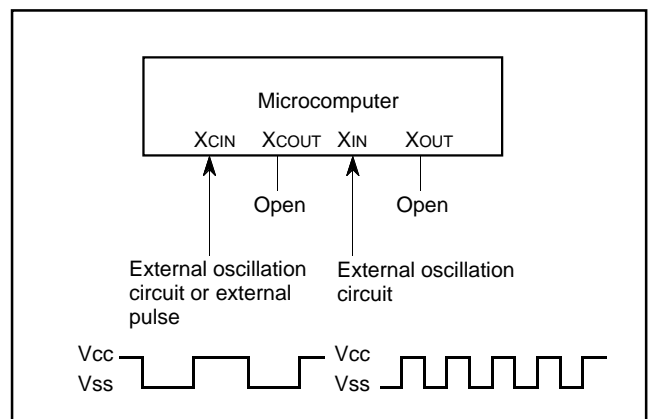 Microcomputer
XCIN XCOUT XIN XOUT
Open Open
External oscillation
circuit or external
pulse
External oscillation
circuit
Vcc Vcc
Vss Vss